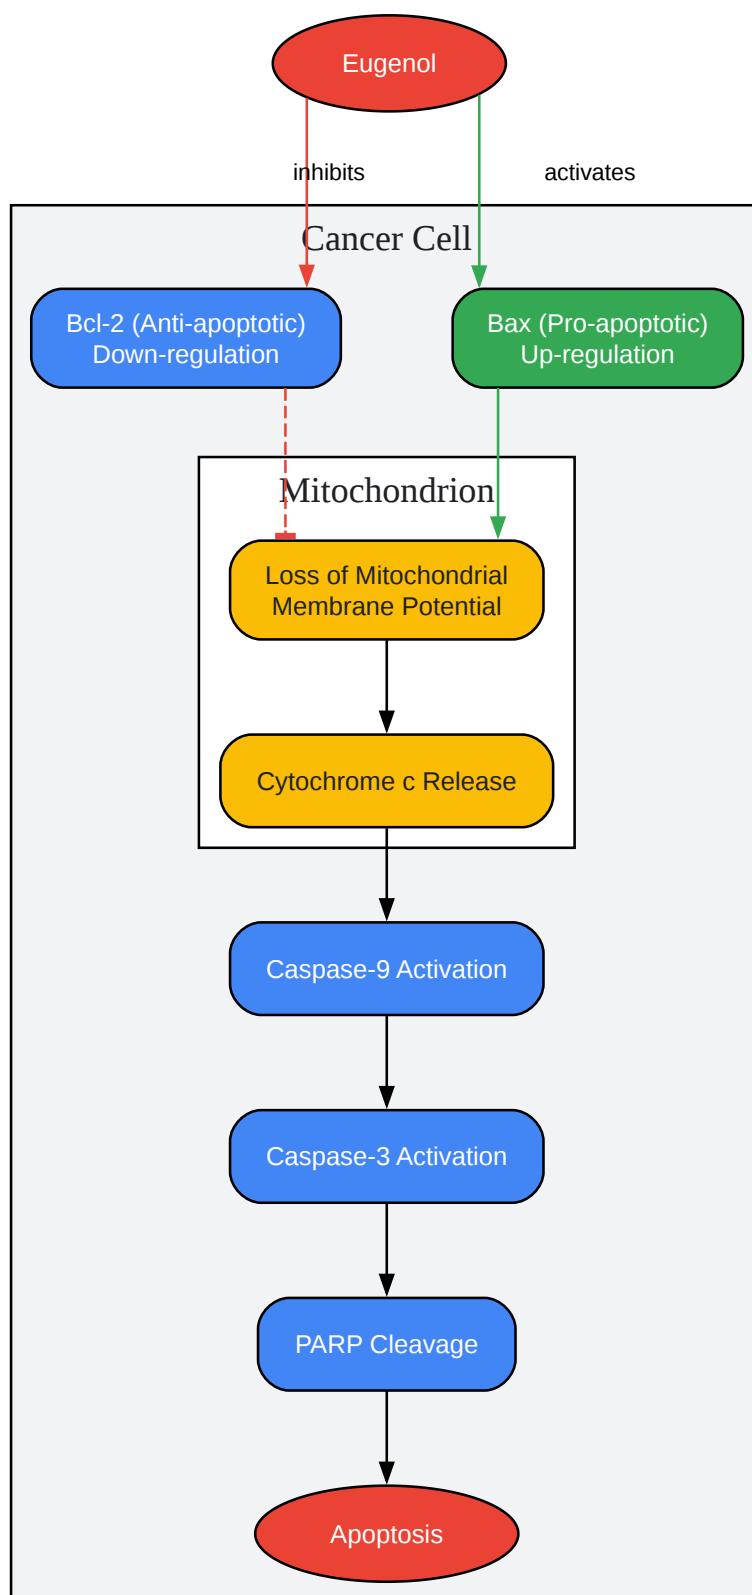 Eugenol
inhibits
activates
Cancer Cell
Bcl-2 (Anti-apoptotic)
Down-regulation
Bax (Pro-apoptotic)
Up-regulation
Mitochondrion
Loss of Mitochondrial
Membrane Potential
Cytochrome c Release
Caspase-9 Activation
Caspase-3 Activation
PARP Cleavage
Apoptosis